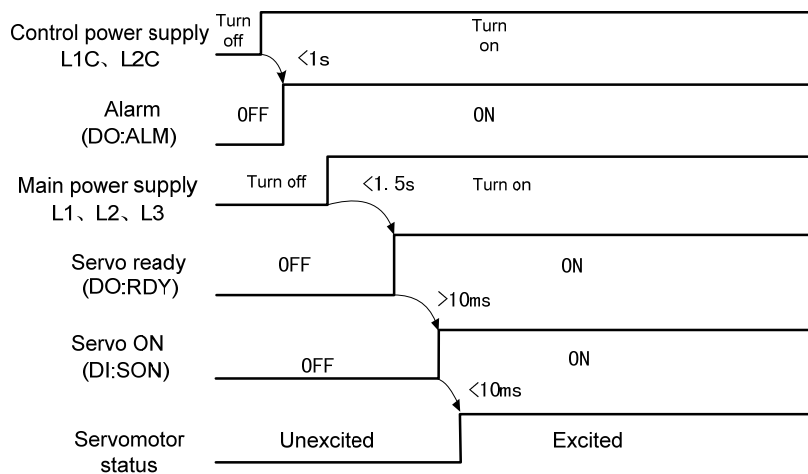 Control power supply
L1C、L2C
Turn
off
<1s
Turn
on
Alarm
(DO:ALM)
OFF
ON
Main power supply
L1、L2、L3
Turn off
<1.5s
Turn on
Servo ready
(DO:RDY)
OFF
ON
>10ms
Servo ON
(DI:SON)
OFF
ON
<10ms
Servomotor
status
Unexcited
Excited